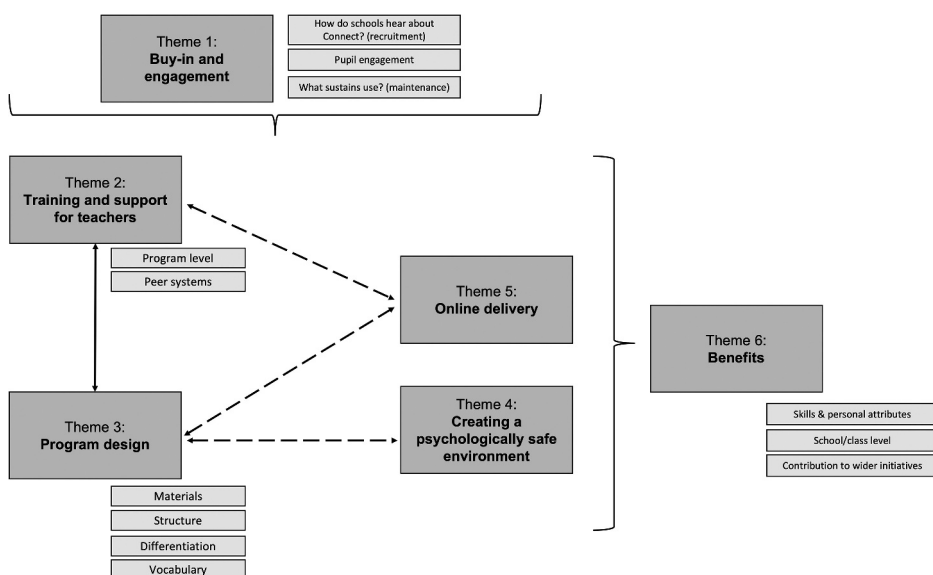 Theme 1:
Buy-in and
engagement
How do schools hear about
Connect? (recruitment)
Pupil engagement
What sustains use? (maintenance)
Theme 2:
Training and support
for teachers
Program level
Peer systems
Theme 5:
Online delivery
Theme 6:
Benefits
Theme 3:
Program design
Theme 4:
Creating a
psychologically safe
environment
Skills & personal attributes
School/class level
Contribution to wider initiatives
Materials
Structure
Differentiation
Vocabulary